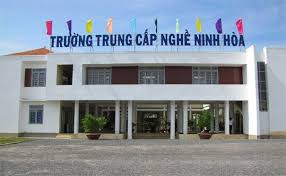 TRƯỜNG TRUNG CẤP NGHỀ NINH HÒA